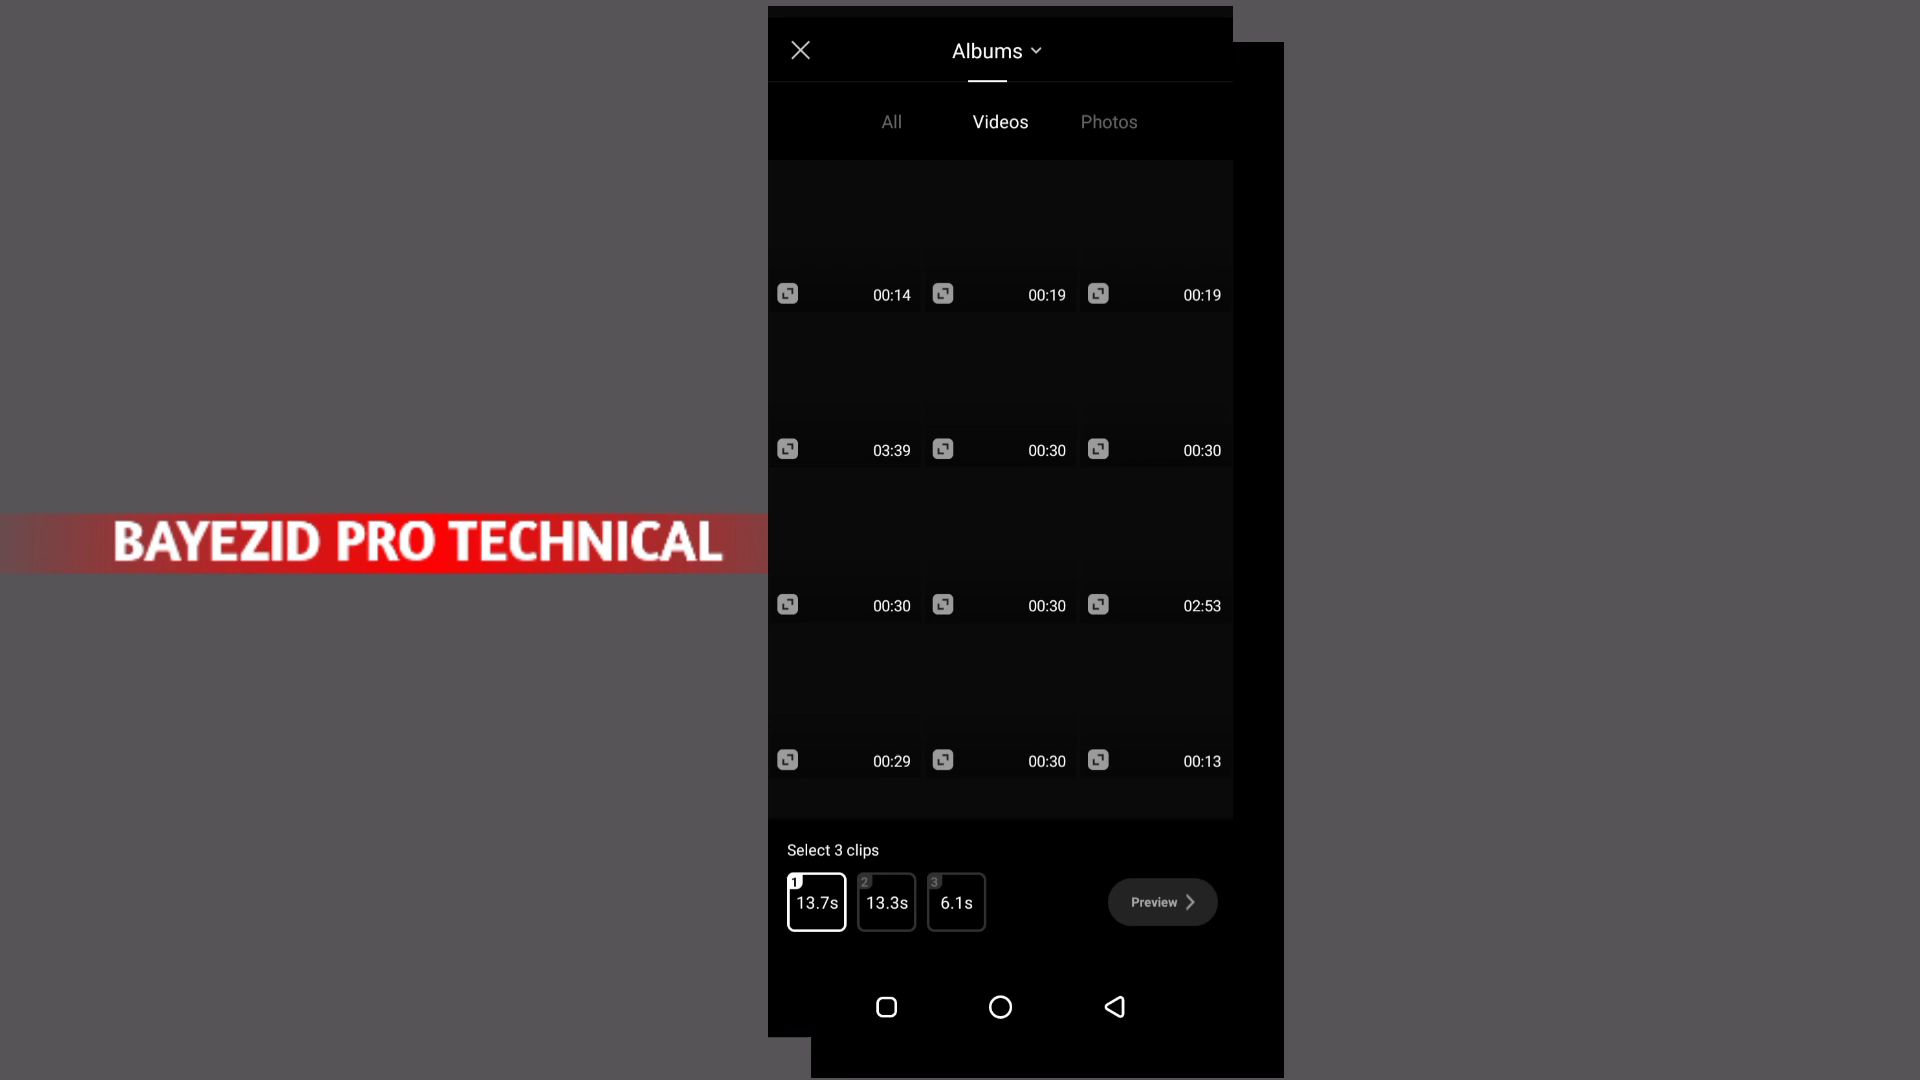 Albums
All Videos Photos
00:14 00:19 00:19
03:39 00:30 00:30
BAYEZID PRO TECHNICAL
00:30 00:30 02:53
00:29 00:30 00:13
Select 3 clips
1 2 3
13.7s 13.3s 6.1s
Preview